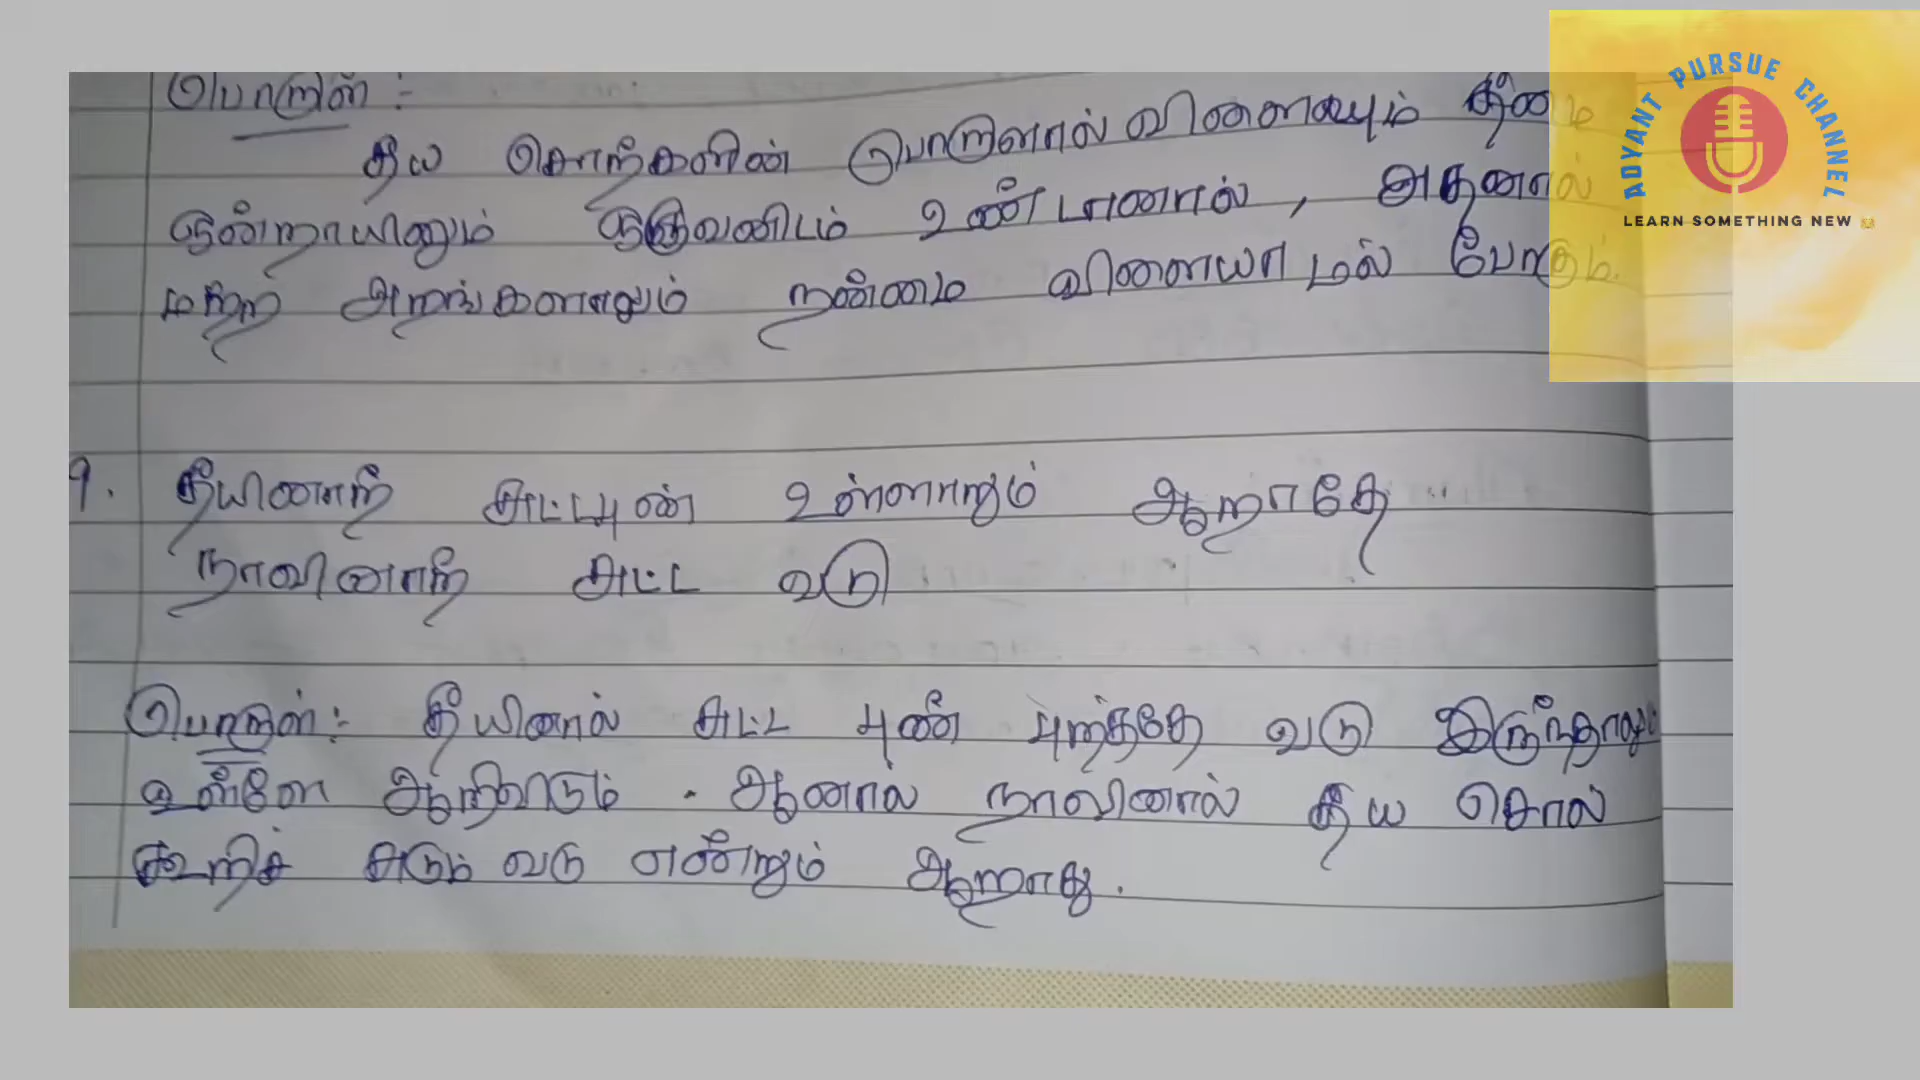 பொருள் :-
தீய சொற்களின் பொருளால் விளையும் தீமை
ஒன்றாயினும் ஒருவனிடம் உண்டானால் , அதனால்
மற்ற அறங்களாலும் நன்மை விளையாமல் போகும்.
9. தீயினாற் சுட்டபுண் உள்ளாறும் ஆறாதே
நாவினாற் சுட்ட வடு
பொருள் :- தீயினால் சுட்ட புண் புறத்தே வடு இருந்தாலும்
உள்ளே ஆறிவிடும் . ஆனால் நாவினால் தீய சொல்
கூறிச் சுடும் வடு என்றும் ஆறாது .
ADYANT PURSUE CHANNEL
LEARN SOMETHING NEW